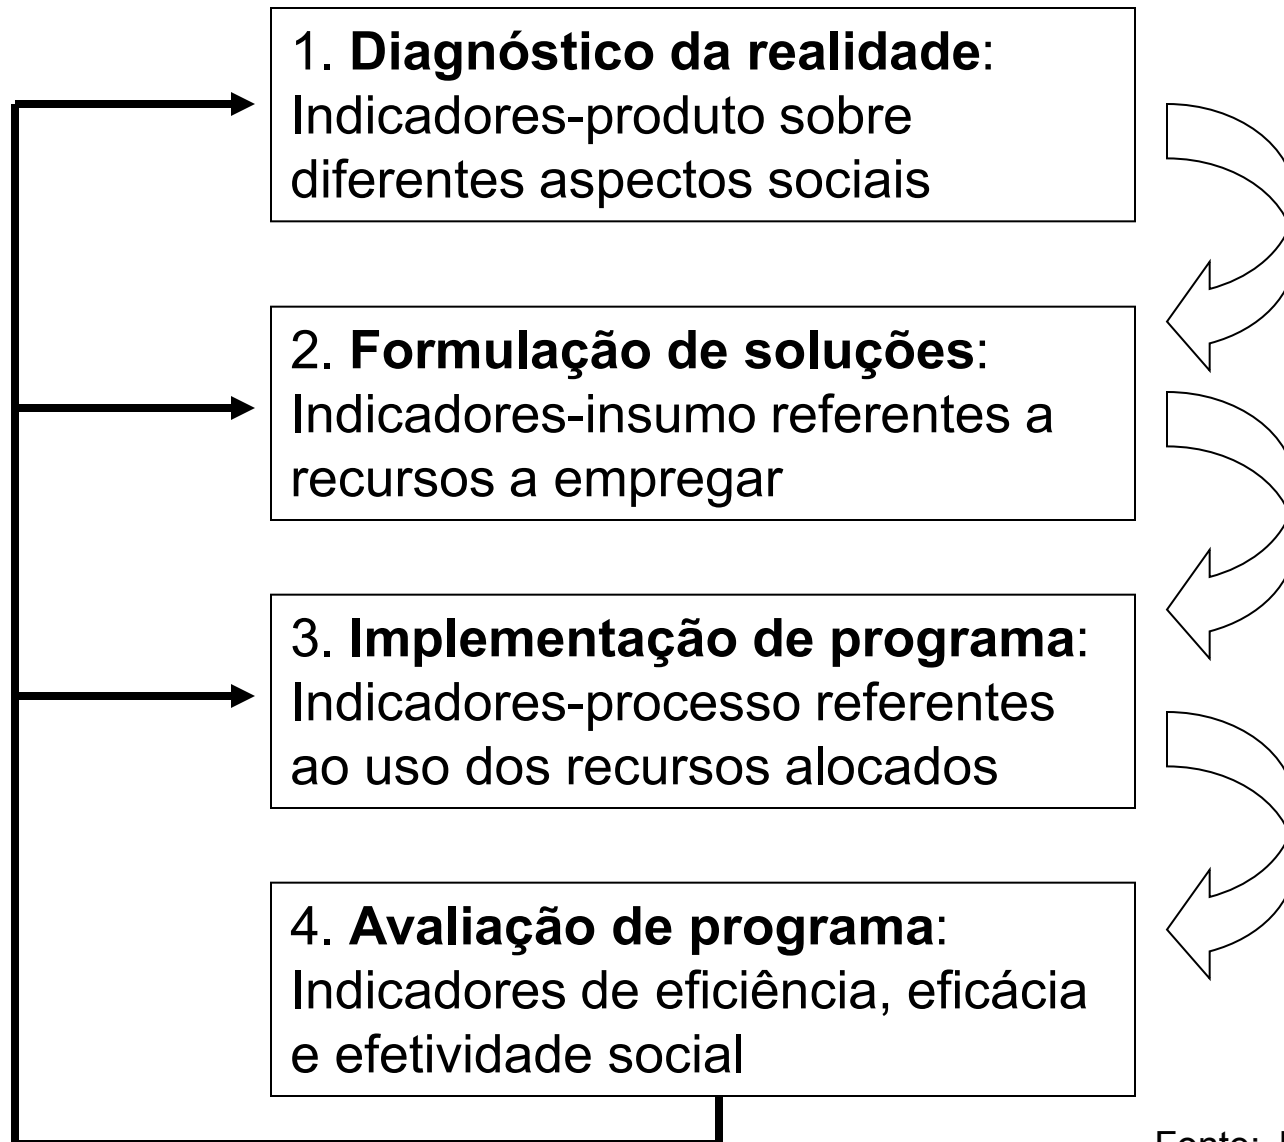 1. Diagnóstico da realidade:
Indicadores-produto sobre
diferentes aspectos sociais
2. Formulação de soluções:
Indicadores-insumo referentes a
recursos a empregar
3. Implementação de programa:
Indicadores-processo referentes
ao uso dos recursos alocados
4. Avaliação de programa:
Indicadores de eficiência, eficácia
e efetividade social
Fonte: